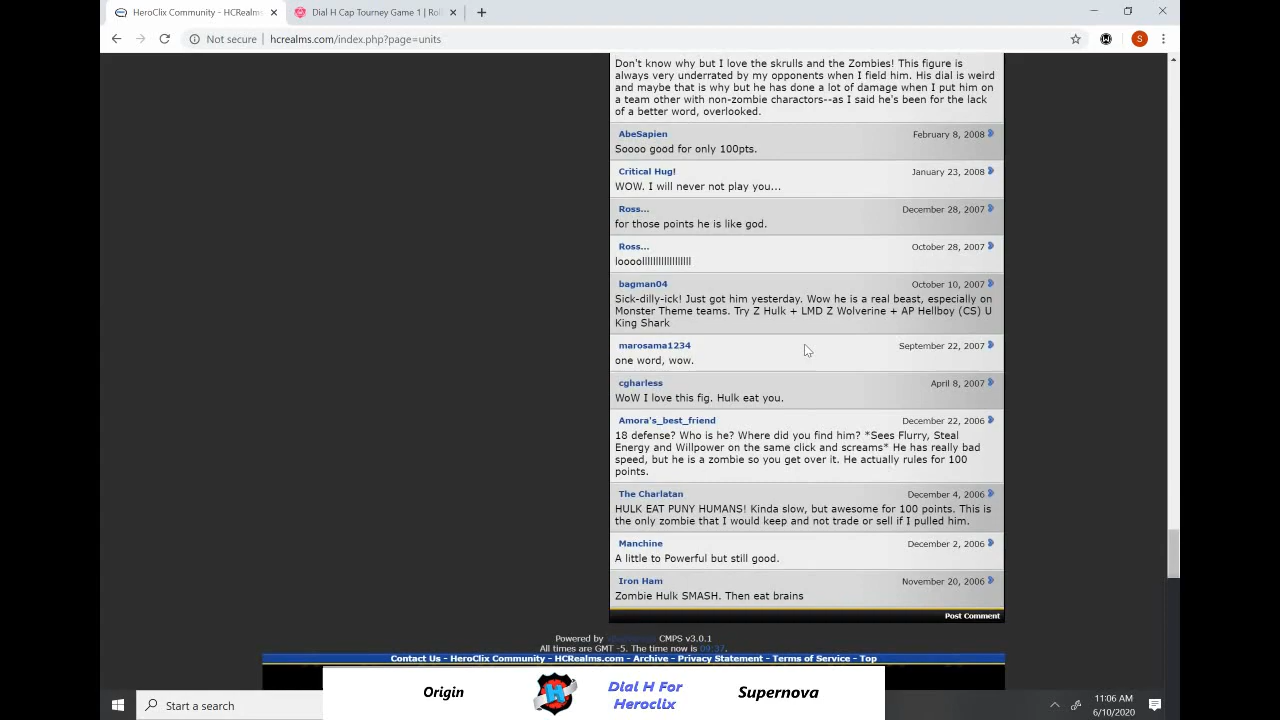 HeroClix Community - HCRealms
Dial H Cap Tourney Game 1 | Rol
Not secure | hcrealms.com/index.php?page=units
Don't know why but I love the skrulls and the Zombies! This figure is
always very underrated by my opponents when I field him. His dial is weird
and maybe that is why but he has done a lot of damage when I put him on
a team other with non-zombie charactors--as I said he's been for the lack
of a better word, overlooked.
AbeSapien February 8, 2008
Soooo good for only 100pts.
Critical Hug! January 23, 2008
WOW. I will never not play you...
Ross... December 28, 2007
for those points he is like god.
Ross... October 28, 2007
bagman04 October 10, 2007
Sick-dilly-ick! Just got him yesterday. Wow he is a real beast, especially on
Monster Theme teams. Try Z Hulk + LMD Z Wolverine + AP Hellboy (CS) U
King Shark
marosama1234 September 22, 2007
one word, wow.
cgharless April 8, 2007
WoW I love this fig. Hulk eat you.
Amora's_best_friend December 22, 2006
18 defense? Who is he? Where did you find him? *Sees Flurry, Steal
Energy and Willpower on the same click and screams* He has really bad
speed, but he is a zombie so you get over it. He actually rules for 100
points.
The Charlatan December 4, 2006
HULK EAT PUNY HUMANS! Kinda slow, but awesome for 100 points. This is
the only zombie that I would keep and not trade or sell if I pulled him.
Manchine December 2, 2006
A little to Powerful but still good.
Iron Ham November 20, 2006
Zombie Hulk SMASH. Then eat brains
Post Comment
Powered by CMPS v3.0.1
All times are GMT -5. The time now is 09:37.
Contact Us - HeroClix Community - HCRealms.com - Archive - Privacy Statement - Terms of Service - Top
Origin
Dial H For
Heroclix
Supernova
Type here to search